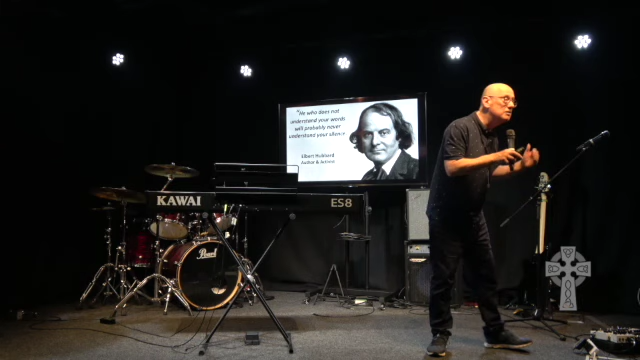 "He who does not
understand your words
will probably never
understand your silence
Elbert Hubbard
Author & Activist
KAWAI
ES8
Pearl